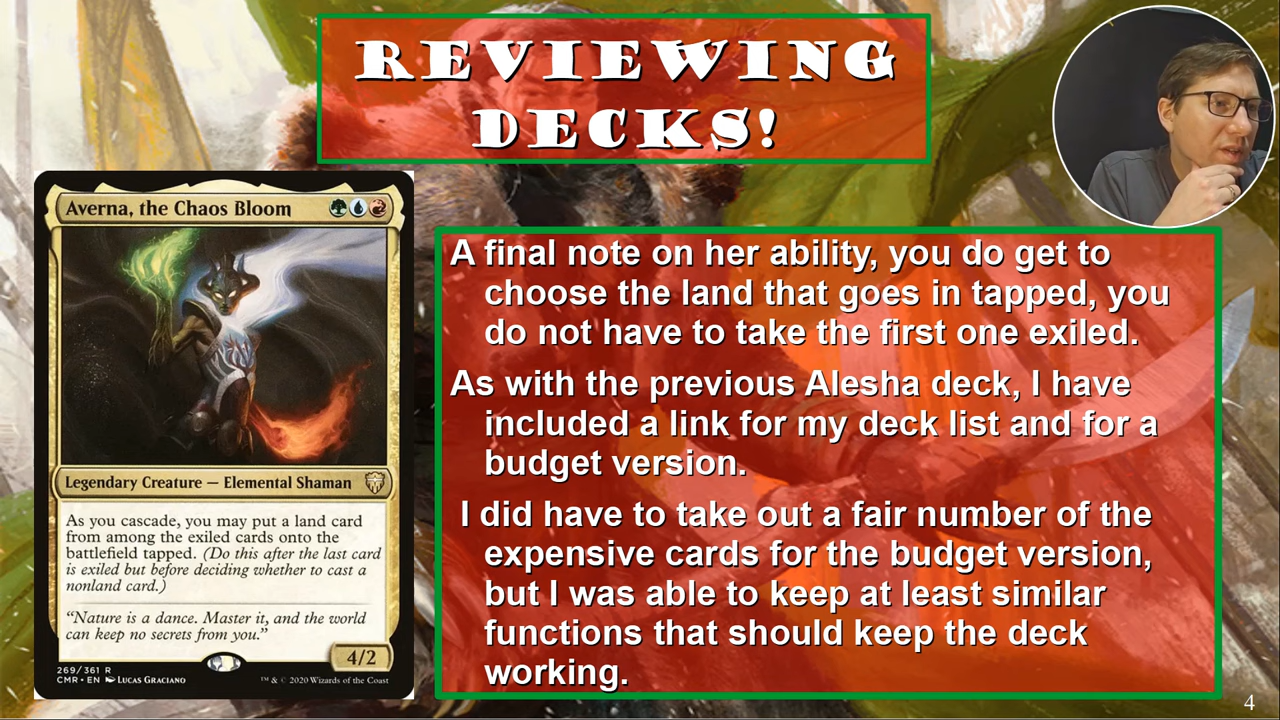 REVIEWING
DECKS!
Averna, the Chaos Bloom
Legendary Creature — Elemental Shaman
As you cascade, you may put a land card
from among the exiled cards onto the
battlefield tapped. (Do this after the last card
is exiled but before deciding whether to cast a
nonland card.)
“Nature is a dance. Master it, and the world
can keep no secrets from you.”
4/2
269/361 R
CMR • EN LUCAS GRACIANO
™ & © 2020 Wizards of the Coast
A final note on her ability, you do get to
choose the land that goes in tapped, you
do not have to take the first one exiled.
As with the previous Alesha deck, I have
included a link for my deck list and for a
budget version.
I did have to take out a fair number of the
expensive cards for the budget version,
but I was able to keep at least similar
functions that should keep the deck
working.
4